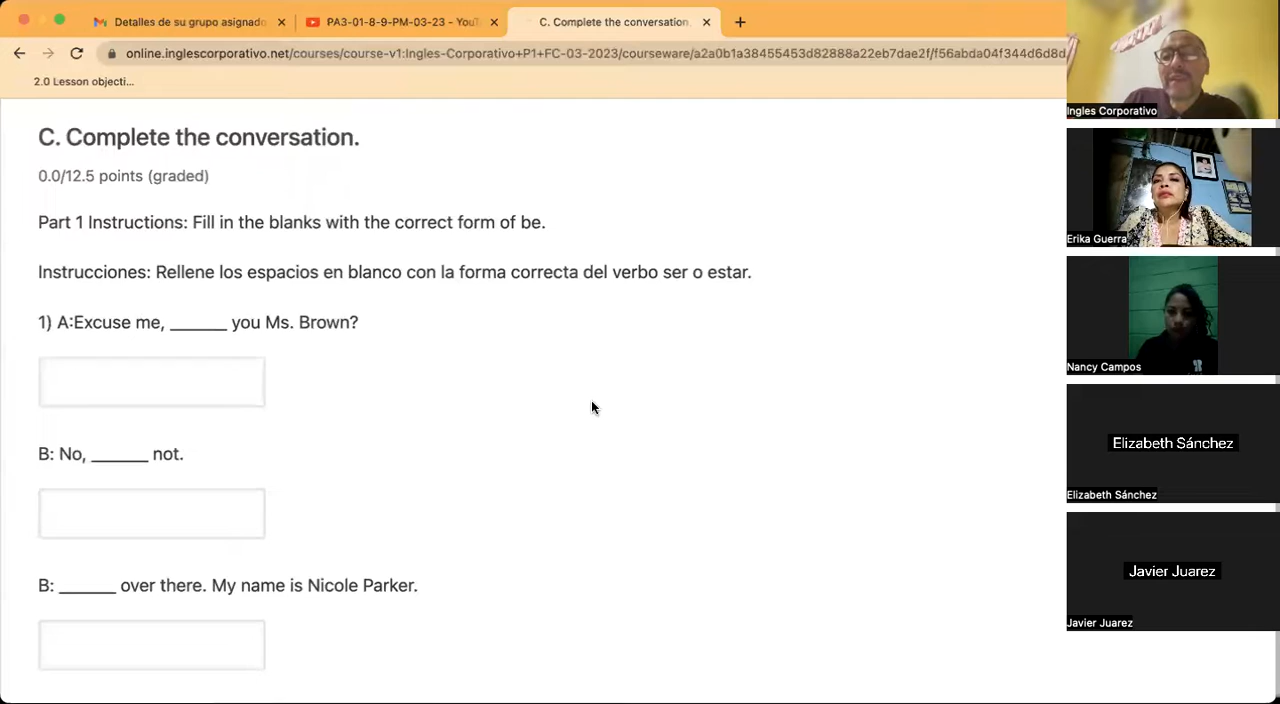 Detalles de su grupo asignado
PA3-01-8-9-PM-03-23 - YouT
C. Complete the conversation.
online.inglescorporativo.net/courses/course-v1:Ingles-Corporativo+P1+FC-03-2023/courseware/a2a0b1a38455453d82888a22eb7dae2f/f56abda04f344d6d8d
2.0 Lesson objecti...
C. Complete the conversation.
0.0/12.5 points (graded)
Part 1 Instructions: Fill in the blanks with the correct form of be.
Instrucciones: Rellene los espacios en blanco con la forma correcta del verbo ser o estar.
1) A:Excuse me, ______ you Ms. Brown?
B: No, ______ not.
B: ______ over there. My name is Nicole Parker.
Ingles Corporativo
Erika Guerra
Nancy Campos
Elizabeth Sánchez
Elizabeth Sánchez
Javier Juarez
Javier Juarez